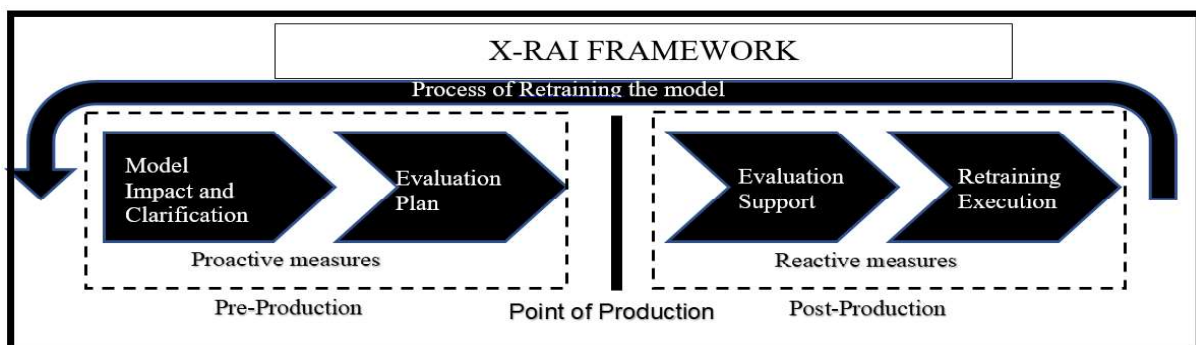 X-RAI FRAMEWORK
Process of Retraining the model
Model
Impact and
Clarification
Evaluation
Plan
Evaluation
Support
Retraining
Execution
Proactive measures
Reactive measures
Pre-Production
Point of Production
Post-Production